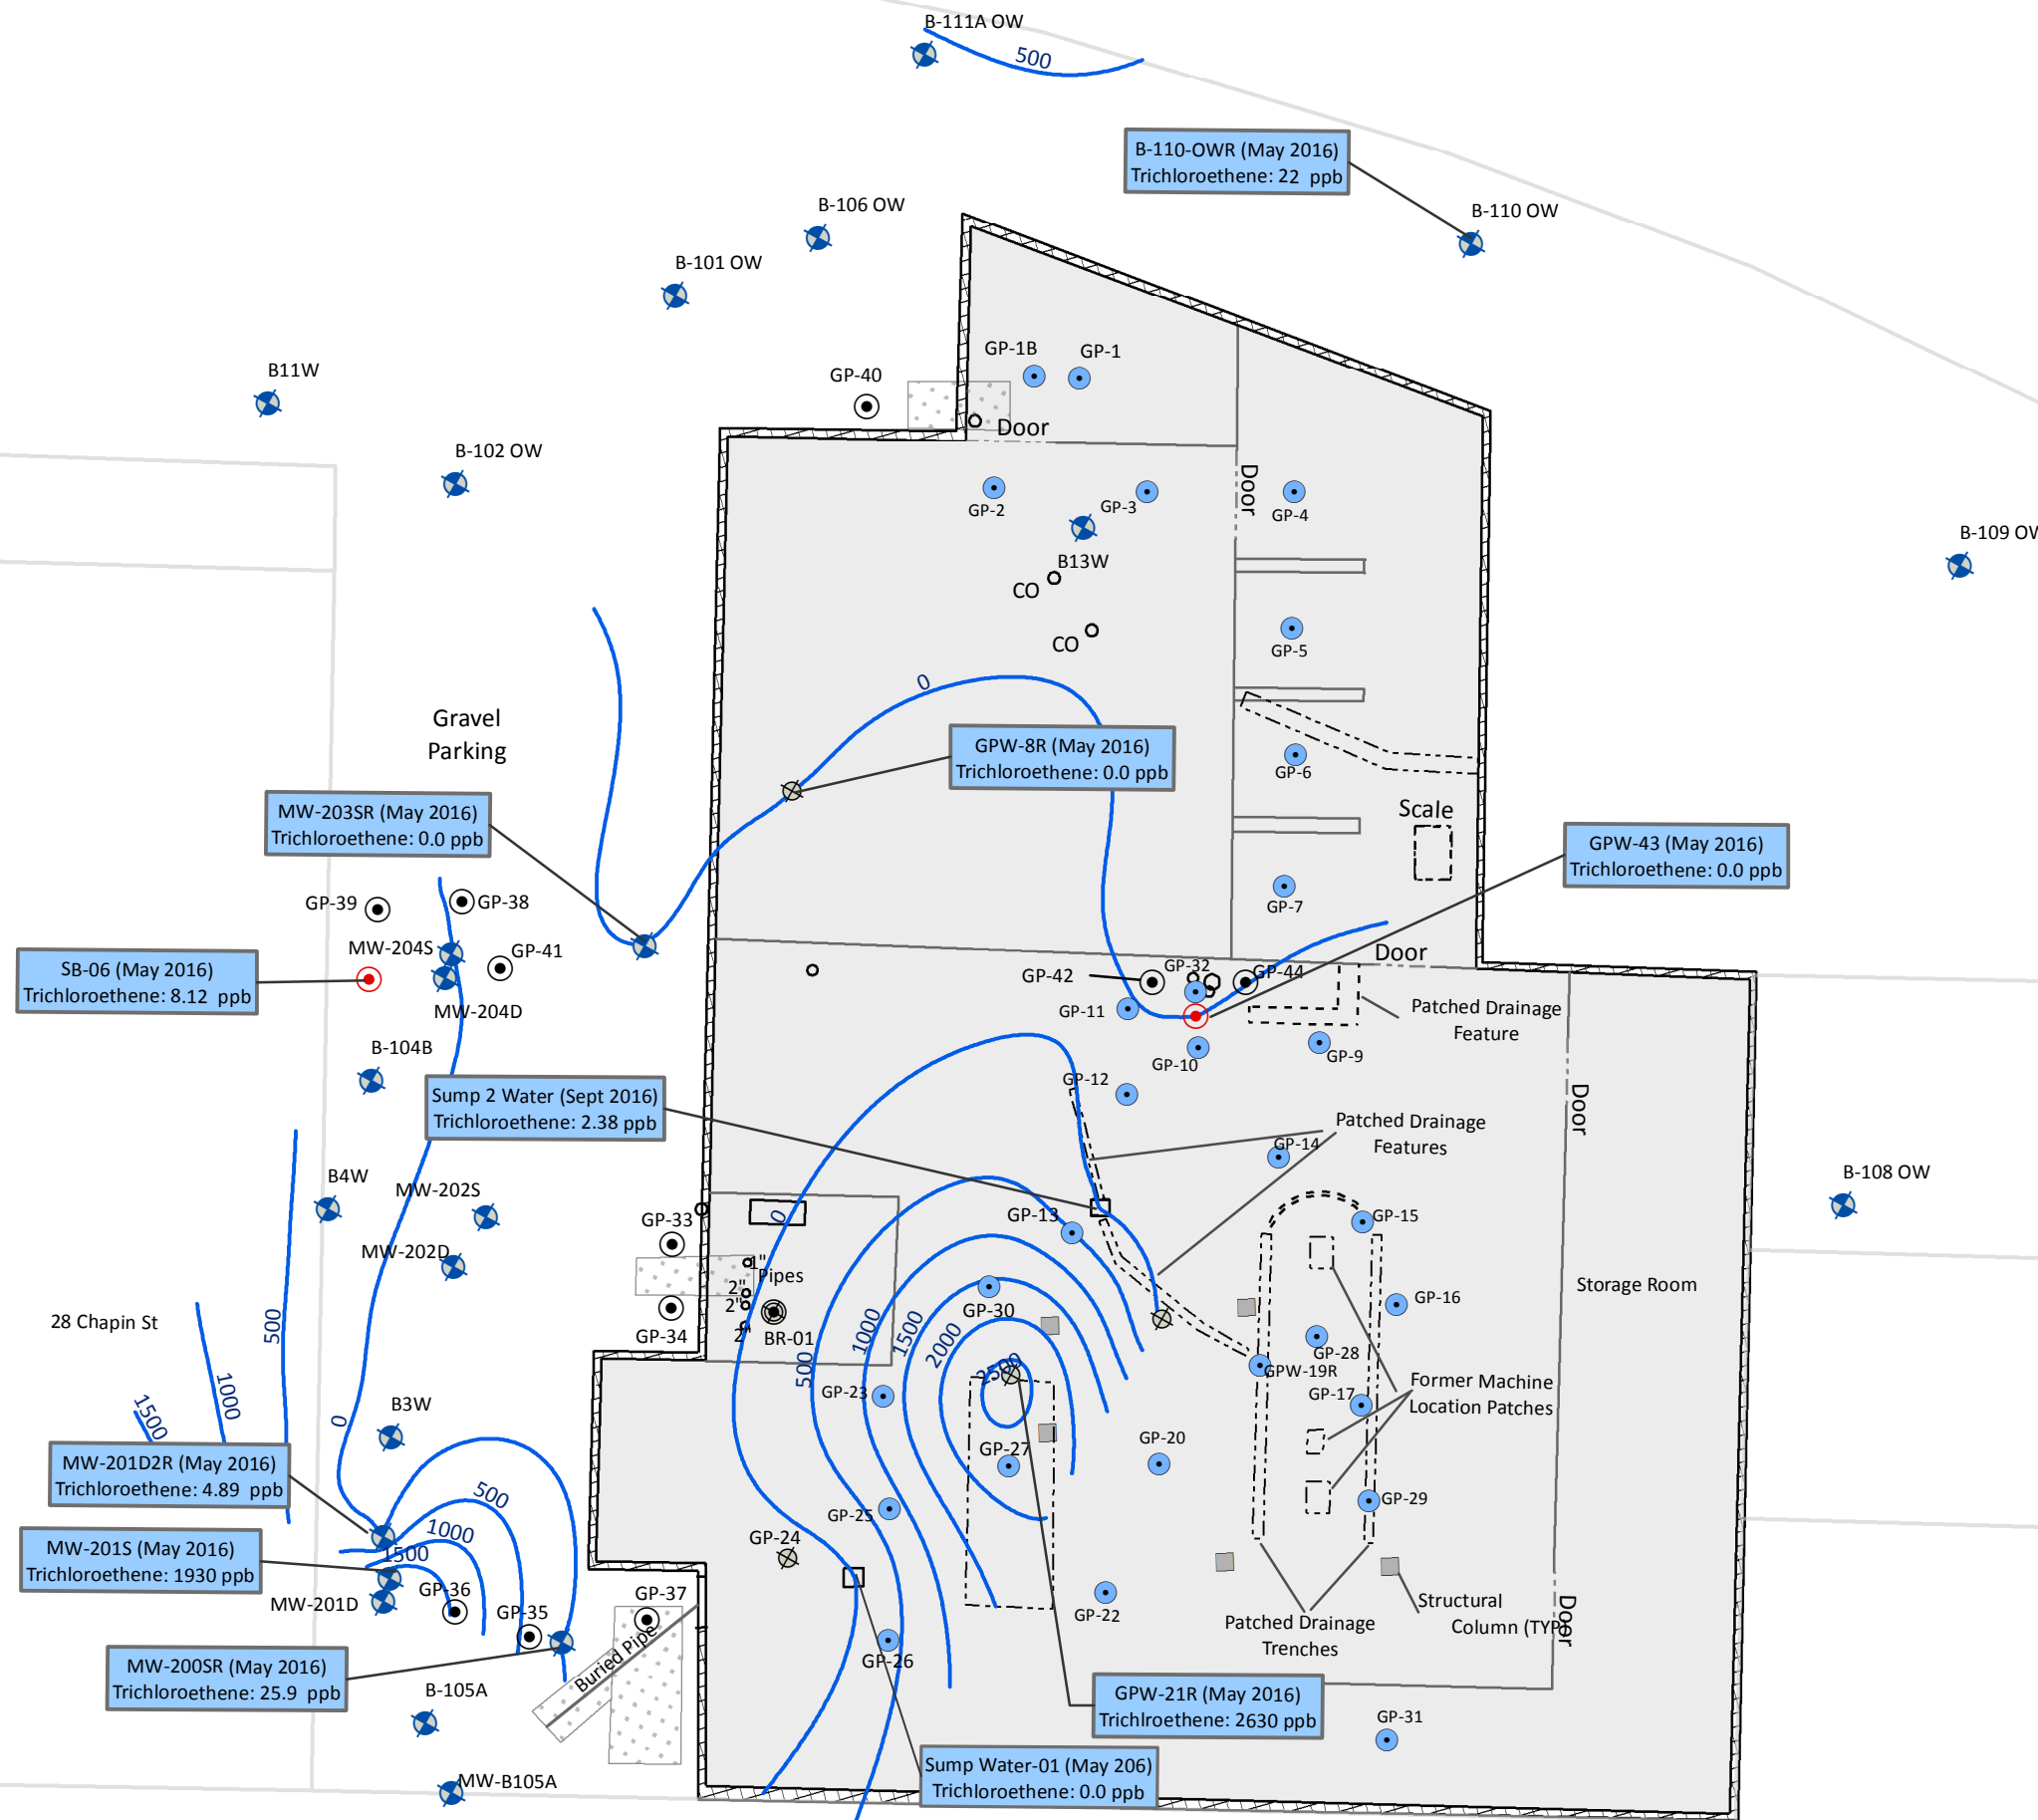 B-111A OW
500
B-110-OWR (May 2016)
Trichloroethene: 22 ppb
B-106 OW
B-110 OW
B-101 OW
GP-1B
GP-1
B11W
GP-40
Door
B-102 OW
Door
GP-2
GP-3
GP-4
B-109 OW
B13W
CO
CO
GP-5
0
Gravel
Parking
GPW-8R (May 2016)
Trichloroethene: 0.0 ppb
GP-6
MW-203SR (May 2016)
Trichloroethene: 0.0 ppb
Scale
GPW-43 (May 2016)
Trichloroethene: 0.0 ppb
GP-7
GP-39
GP-38
MW-204S
GP-41
Door
SB-06 (May 2016)
Trichloroethene: 8.12 ppb
GP-42
GP-32
GP-44
MW-204D
GP-11
Patched Drainage
Feature
B-104B
GP-10
GP-9
GP-12
Sump 2 Water (Sept 2016)
Trichloroethene: 2.38 ppb
Door
Patched Drainage
Features
GP-14
B4W
MW-202S
B-108 OW
GP-33
0
GP-13
GP-15
MW-202D
1"
Pipes
2"
2"
2"
Storage Room
28 Chapin St
500
GP-34
BR-01
GP-30
GP-16
GP-28
500
1000
1500
2000
2500
GPW-19R
1000
1500
0
B3W
GP-23
GP-17
Former Machine
Location Patches
MW-201D2R (May 2016)
Trichloroethene: 4.89 ppb
GP-27
GP-20
500
GP-25
GP-29
1000
GP-24
MW-201S (May 2016)
Trichloroethene: 1930 ppb
1500
GP-36
GP-37
MW-201D
GP-35
GP-22
Structural
Column (TYP)
Patched Drainage
Trenches
Door
Buried Pipe
GP-26
MW-200SR (May 2016)
Trichloroethene: 25.9 ppb
B-105A
GPW-21R (May 2016)
Trichlroethene: 2630 ppb
GP-31
MW-B105A
Sump Water-01 (May 206)
Trichloroethene: 0.0 ppb